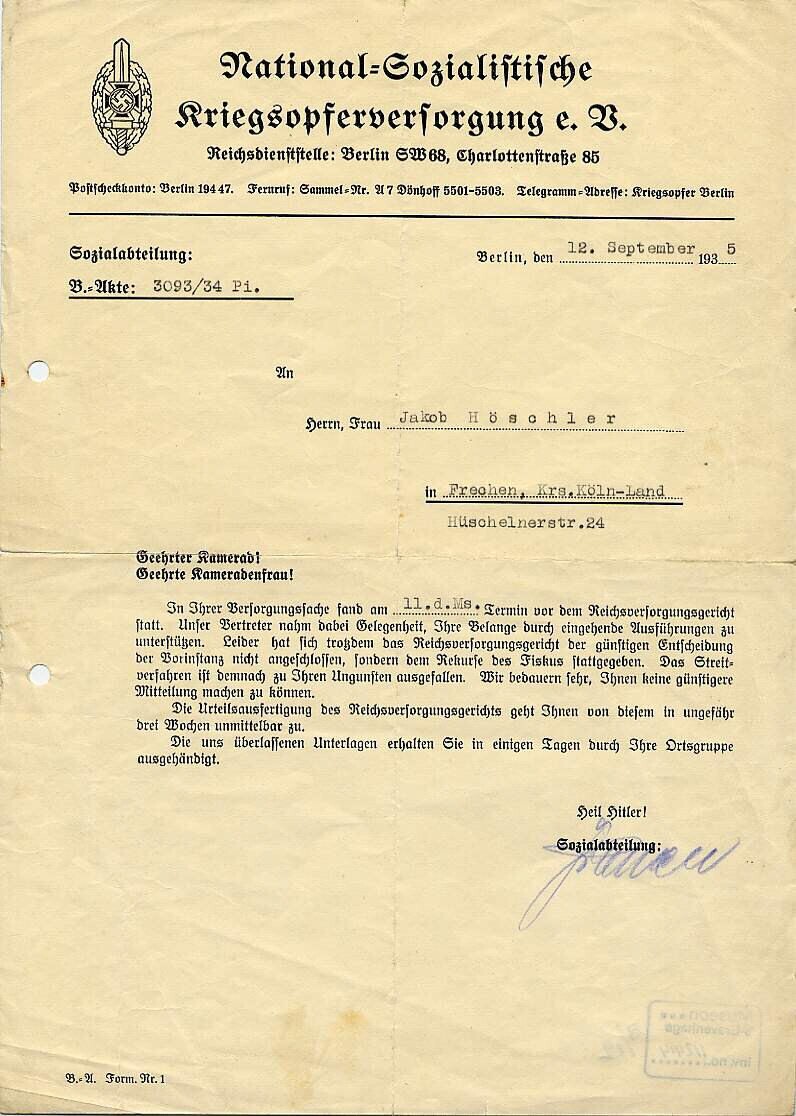 National-Sozialistische
Kriegsopferversorgung e. V.
Reichsdienststelle: Berlin SW68, Charlottenstraße 85
Postscheckkonto: Berlin 194 47. Fernruf: Sammel-Nr. A 7 Dönhoff 5501-5503. Telegramm-Adresse: Kriegsopfer Berlin
Sozialabteilung:
Berlin, den 12. September 1935
B.-Akte: 3093/34 Pi.
An
Herrn, Frau Jakob Höschler
in Frechen, Krs.Köln-Land
Hüschelnerstr.24
Geehrter Kamerad!
Geehrte Kameradenfrau!
In Ihrer Versorgungssache fand am 11.d.Ms. Termin vor dem Reichsversorgungsgericht
statt. Unser Vertreter nahm dabei Gelegenheit, Ihre Belange durch eingehende Ausführungen zu
unterstützen. Leider hat sich trotzdem das Reichsversorgungsgericht der günstigen Entscheidung
der Vorinstanz nicht angeschlossen, sondern dem Rekurse des Fiskus stattgegeben. Das Streit-
verfahren ist demnach zu Ihren Ungunsten ausgefallen. Wir bedauern sehr, Ihnen keine günstigere
Mitteilung machen zu können.
Die Urteilsausfertigung des Reichsversorgungsgerichts geht Ihnen von diesem in ungefähr
drei Wochen unmittelbar zu.
Die uns überlassenen Unterlagen erhalten Sie in einigen Tagen durch Ihre Ortsgruppe
ausgehändigt.
Heil Hitler!
Sozialabteilung:
Museon
's-Gravenhage
inv.no.
B.-A. Form. Nr. 1